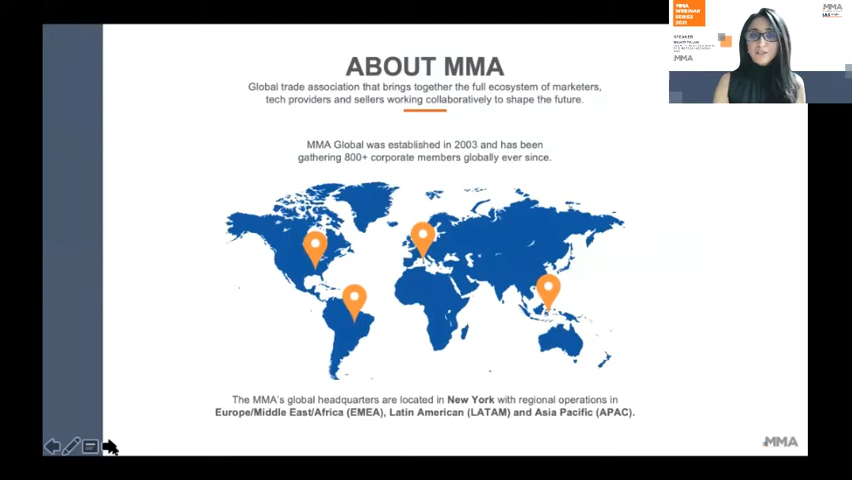 ABOUT MMA
Global trade association that brings together the full ecosystem of marketers,
tech providers and sellers working collaboratively to shape the future.
MMA Global was established in 2003 and has been
gathering 800+ corporate members globally ever since.
The MMA's global headquarters are located in New York with regional operations in
Europe/Middle East/Africa (EMEA), Latin American (LATAM) and Asia Pacific (APAC).
MMA
MMA
WEBINAR
SERIES
2021
SPEAKER
MMA
MMA